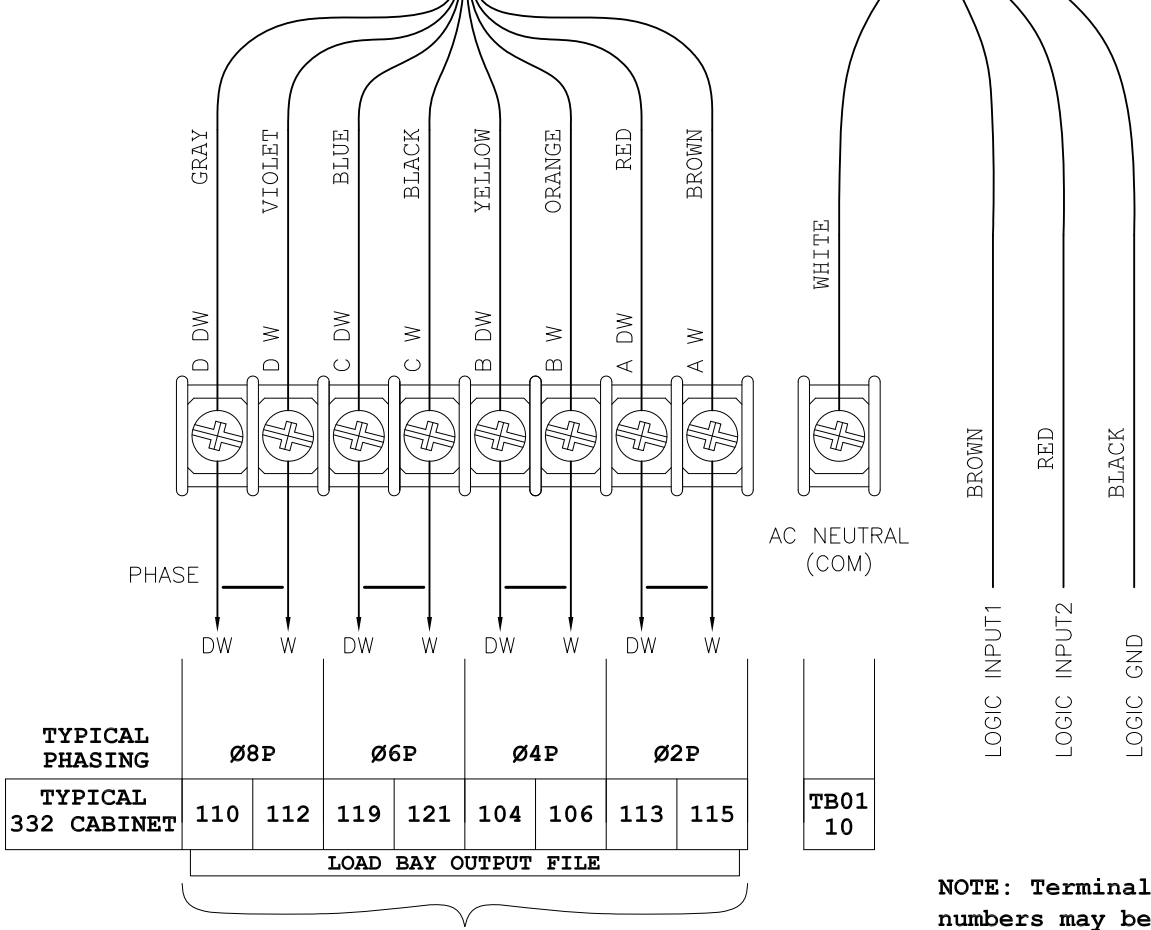 GRAY
VIOLET
BLUE
BLACK
YELLOW
ORANGE
RED
BROWN
WHITE
D DW
D W
C DW
C W
B DW
B W
A DW
A W
BROWN
RED
BLACK
AC NEUTRAL
(COM)
PHASE
DW
W
DW
W
DW
W
DW
W
LOGIC INPUT1
LOGIC INPUT2
LOGIC GND
TYPICAL
PHASING
Ø8P
Ø6P
Ø4P
Ø2P
TYPICAL
332 CABINET
110
112
119
121
104
106
113
115
TB01
10
LOAD BAY OUTPUT FILE
NOTE: Terminal
numbers may be